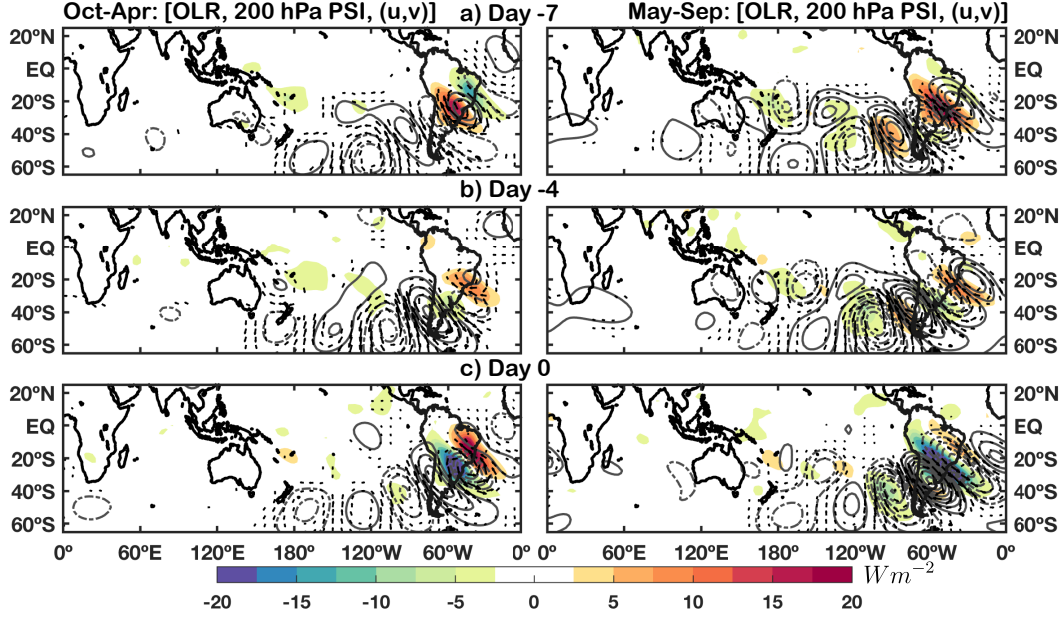 Oct-Apr: [OLR, 200 hPa PSI, (u,v)] a) Day -7 May-Sep: [OLR, 200 hPa PSI, (u,v)]
20ºN 20ºN
EQ EQ
20ºS 20ºS
40ºS 40ºS
60ºS 60ºS
b) Day -4
20ºN 20ºN
EQ EQ
20ºS 20ºS
40ºS 40ºS
60ºS 60ºS
c) Day 0
20ºN 20ºN
EQ EQ
20ºS 20ºS
40ºS 40ºS
60ºS 60ºS
0º 60ºE 120ºE 180º 120ºW 60ºW 0º 0º 60ºE 120ºE 180º 120ºW 60ºW 0º
Wm⁻²
-20 -15 -10 -5 0 5 10 15 20